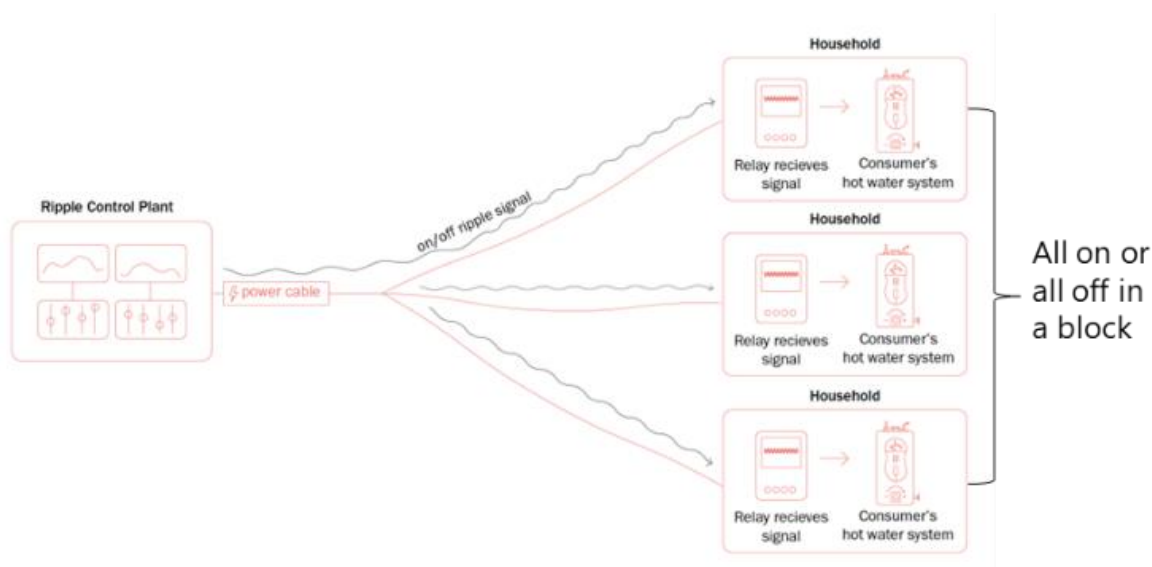 Household
Relay recieves
signal
Consumer's
hot water system
on/off ripple signal
Ripple Control Plant
power cable
Household
Relay recieves
signal
Consumer's
hot water system
All on or
all off in
a block
Household
Relay recieves
signal
Consumer's
hot water system